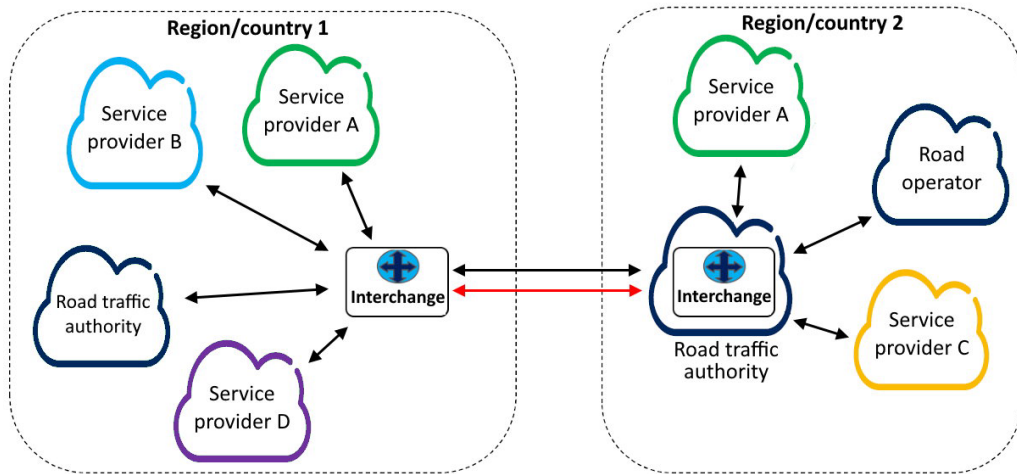 Region/country 1
Service
provider B
Service
provider A
Road traffic
authority
Interchange
Service
provider D
Region/country 2
Service
provider A
Road
operator
Interchange
Road traffic
authority
Service
provider C